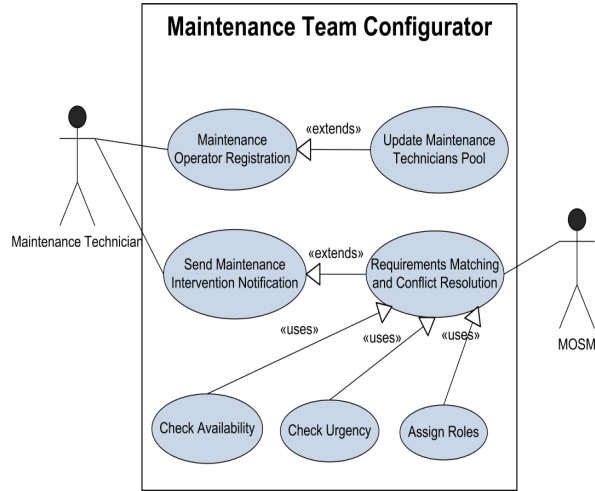 Maintenance Team Configurator
Maintenance
Operator Registration
«extends»
Update Maintenance
Technicians Pool
Maintenance Technician
Send Maintenance
Intervention Notification
«extends»
Requirements Matching
and Conflict Resolution
MOSM
«uses»
«uses»
«uses»
Check Availability
Check Urgency
Assign Roles